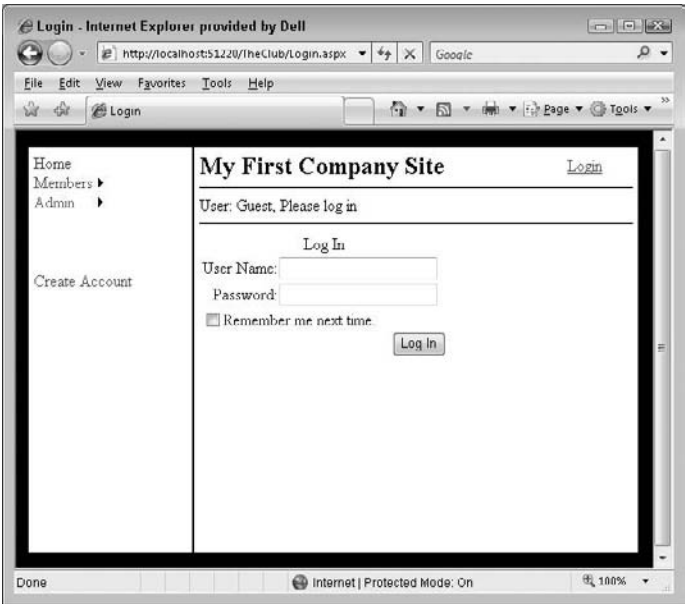 Login - Internet Explorer provided by Dell
http://localhost:51220/TheClub/Login.aspx
Google
File Edit View Favorites Tools Help
Login
Page
Tools
Home
Members
Admin
Create Account
My First Company Site
Login
User: Guest, Please log in
Log In
User Name:
Password:
Remember me next time.
Log In
Done
Internet | Protected Mode: On
100%